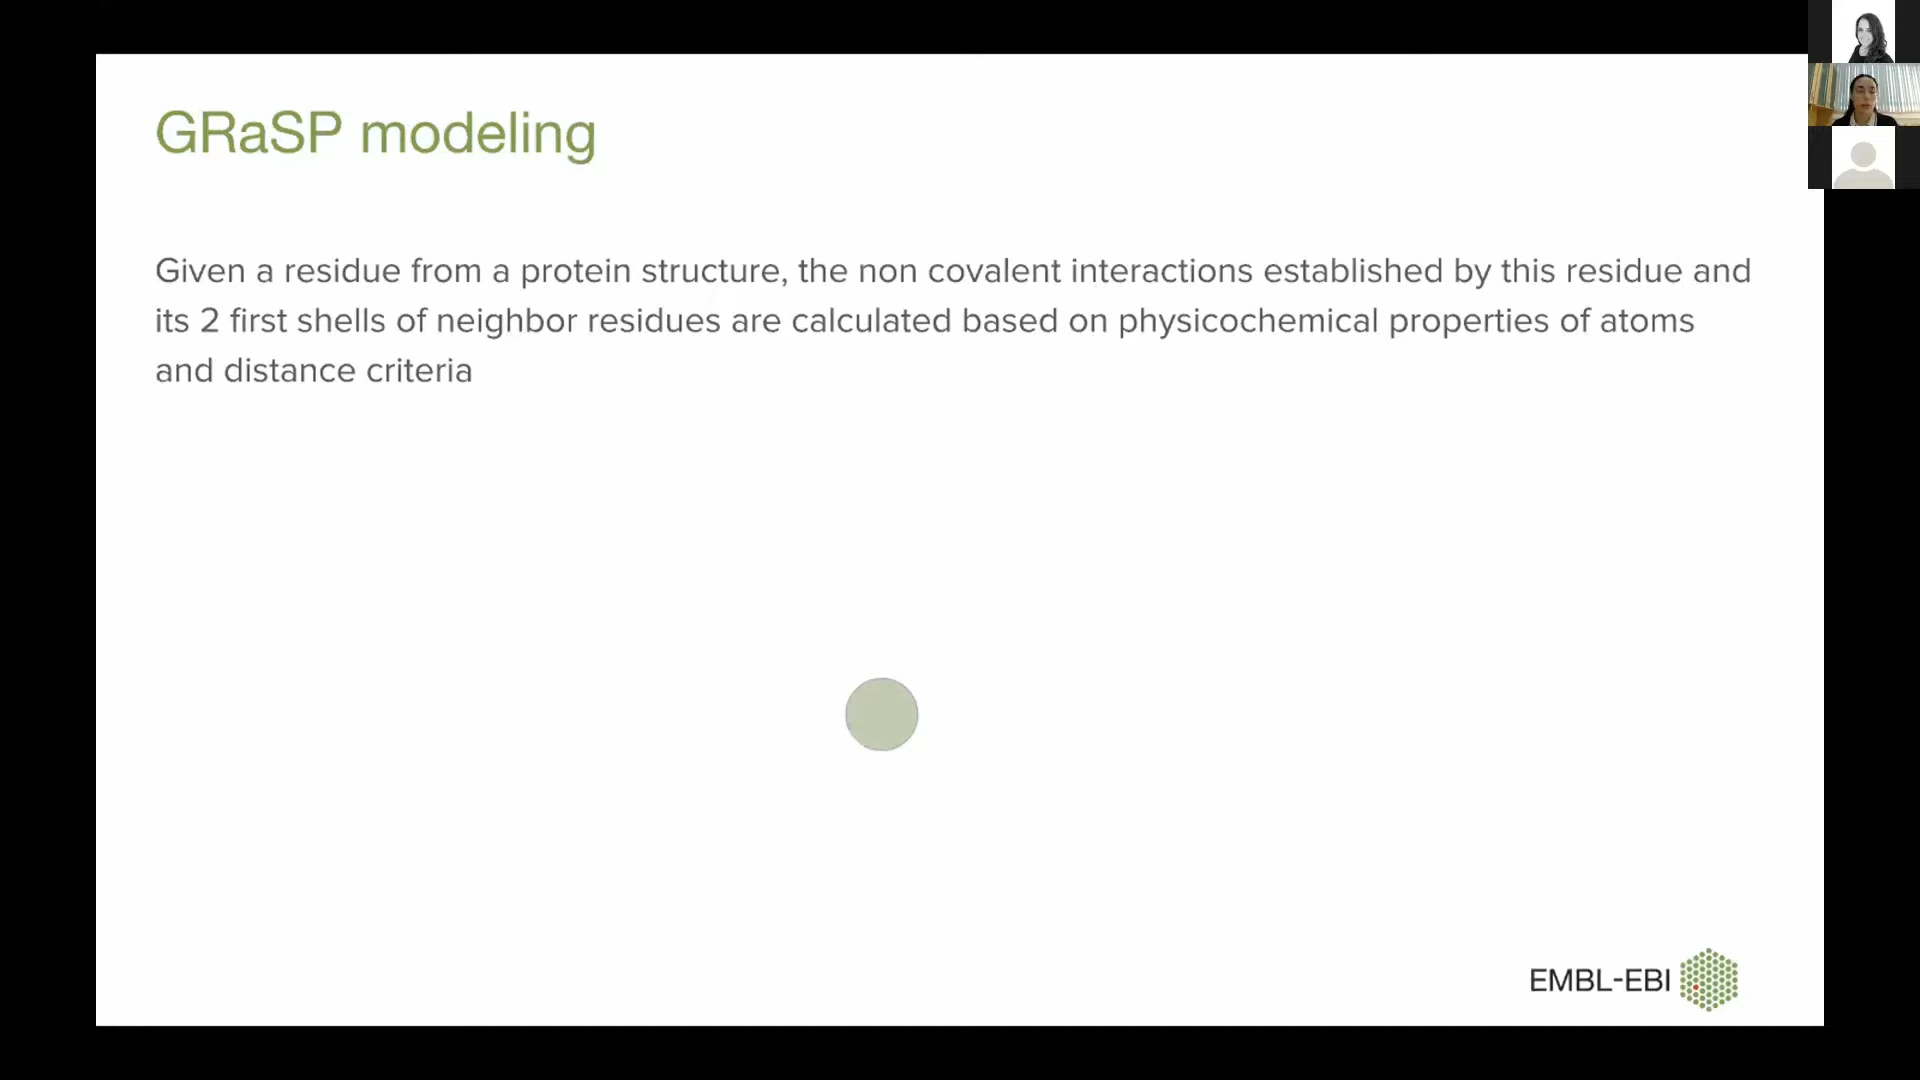 GRaSP modeling
Given a residue from a protein structure, the non covalent interactions established by this residue and
its 2 first shells of neighbor residues are calculated based on physicochemical properties of atoms
and distance criteria
EMBL-EBI